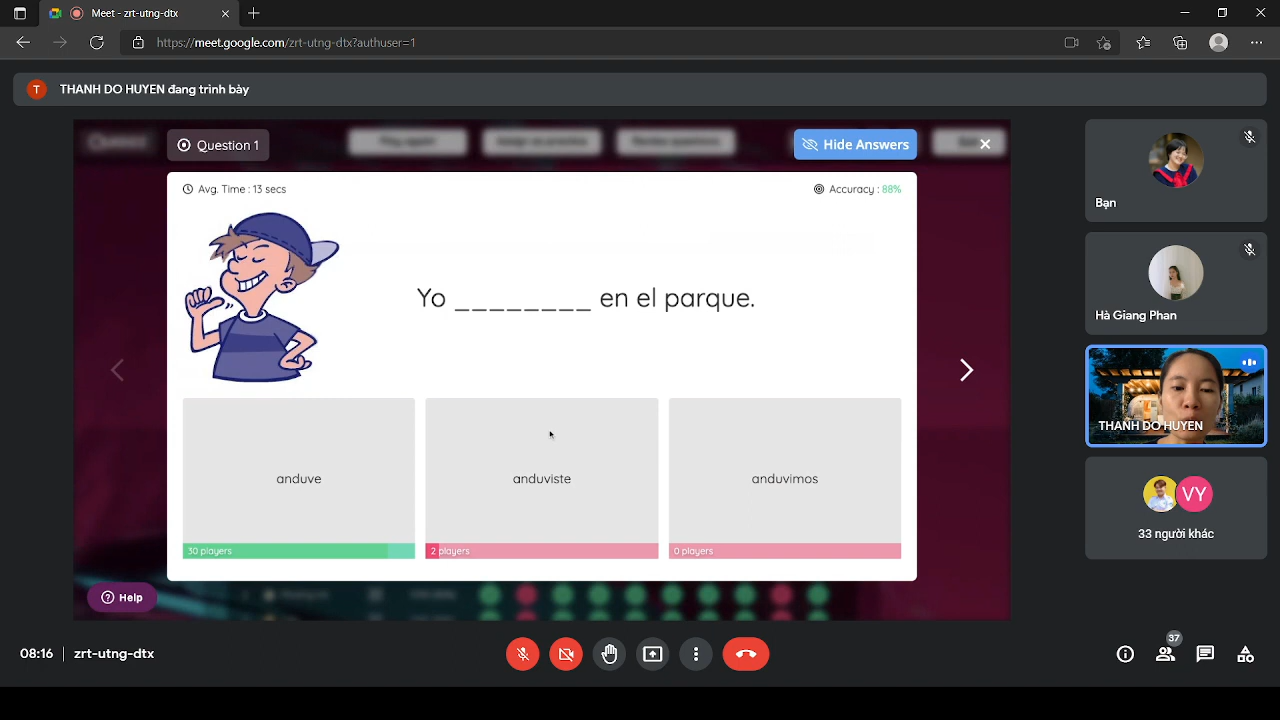 Meet - zrt-utng-dtx
https://meet.google.com/zrt-utng-dtx?authuser=1
T THANH DO HUYEN đang trình bày
Question 1
Hide Answers
Avg. Time : 13 secs
Accuracy : 88%
Yo ________ en el parque.
anduve
anduviste
anduvimos
30 players
2 players
0 players
Help
Bạn
Hà Giang Phan
THANH DO HUYEN
VY
33 người khác
08:16 | zrt-utng-dtx
37